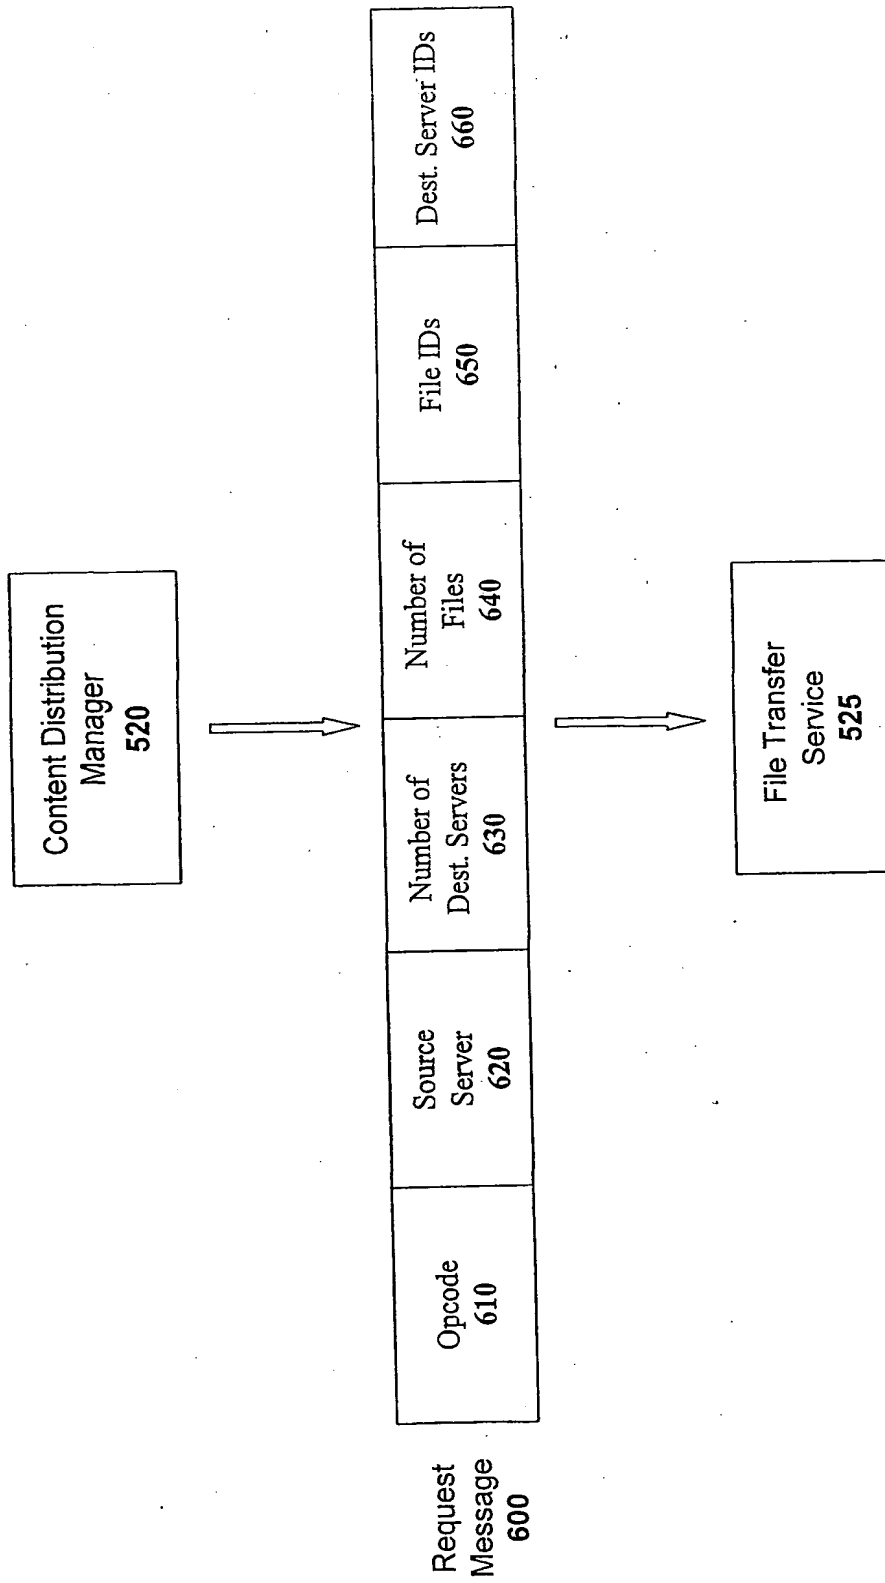 Content Distribution
Manager
520
Request
Message
600
Opcode
610
Source
Server
620
Number of
Dest. Servers
630
Number of
Files
640
File IDs
650
Dest. Server IDs
660
File Transfer
Service
525